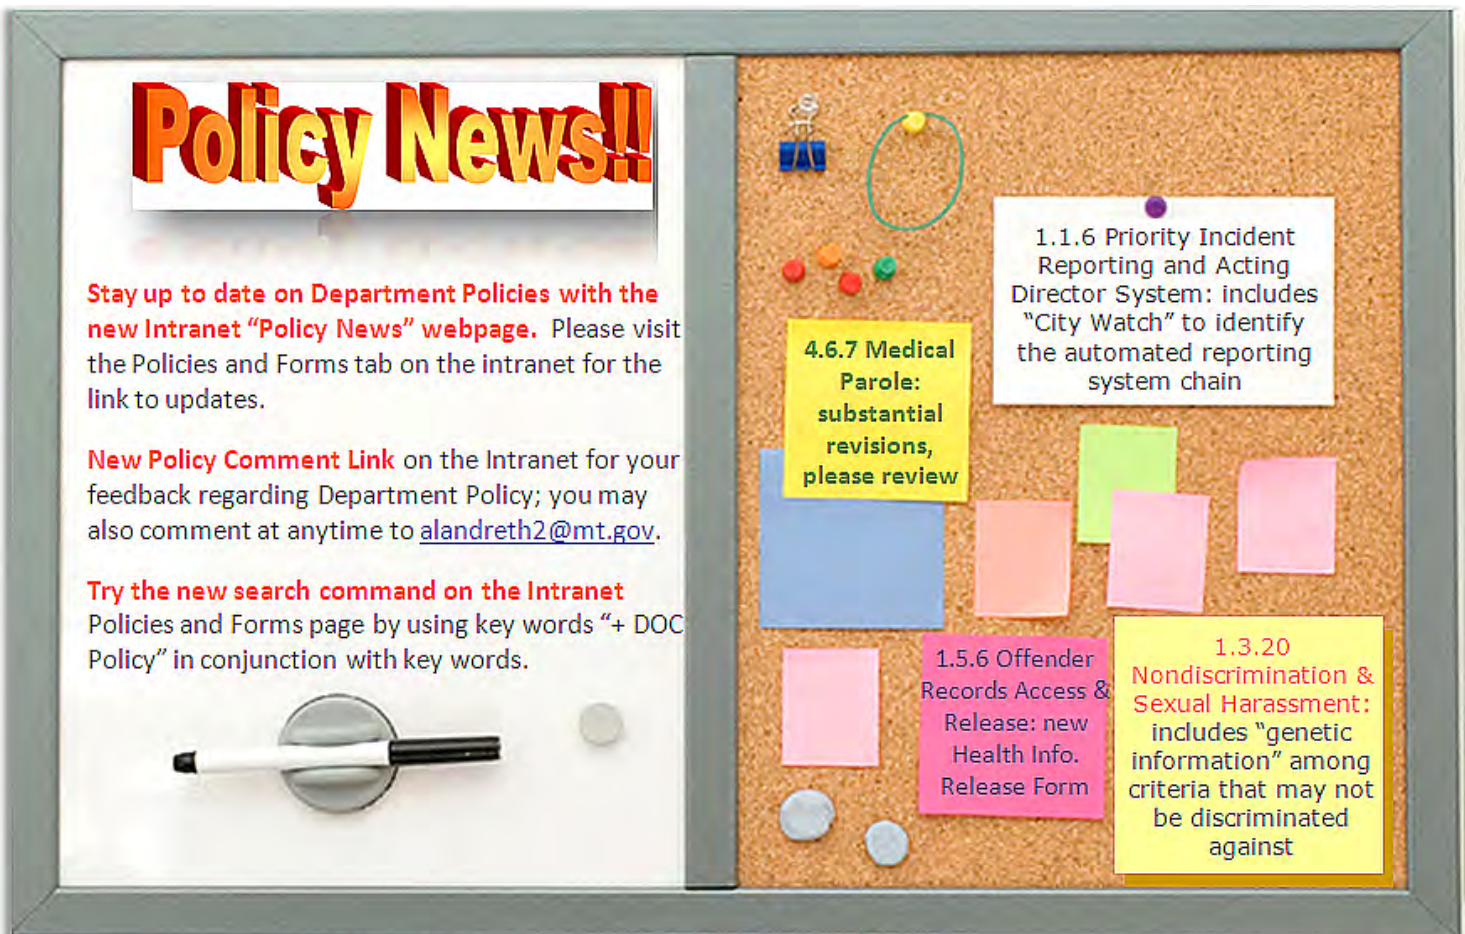 Policy News!!
Stay up to date on Department Policies with the
new Intranet “Policy News” webpage.  Please visit
the Policies and Forms tab on the intranet for the
link to updates.
New Policy Comment Link on the Intranet for your
feedback regarding Department Policy; you may
also comment at anytime to alandreth2@mt.gov.
Try the new search command on the Intranet
Policies and Forms page by using key words “+ DOC
Policy” in conjunction with key words.
1.1.6 Priority Incident
Reporting and Acting
Director System: includes
“City Watch” to identify
the automated reporting
system chain
4.6.7 Medical
Parole:
substantial
revisions,
please review
1.5.6 Offender
Records Access &
Release: new
Health Info.
Release Form
1.3.20
Nondiscrimination &
Sexual Harassment:
includes “genetic
information” among
criteria that may not
be discriminated
against